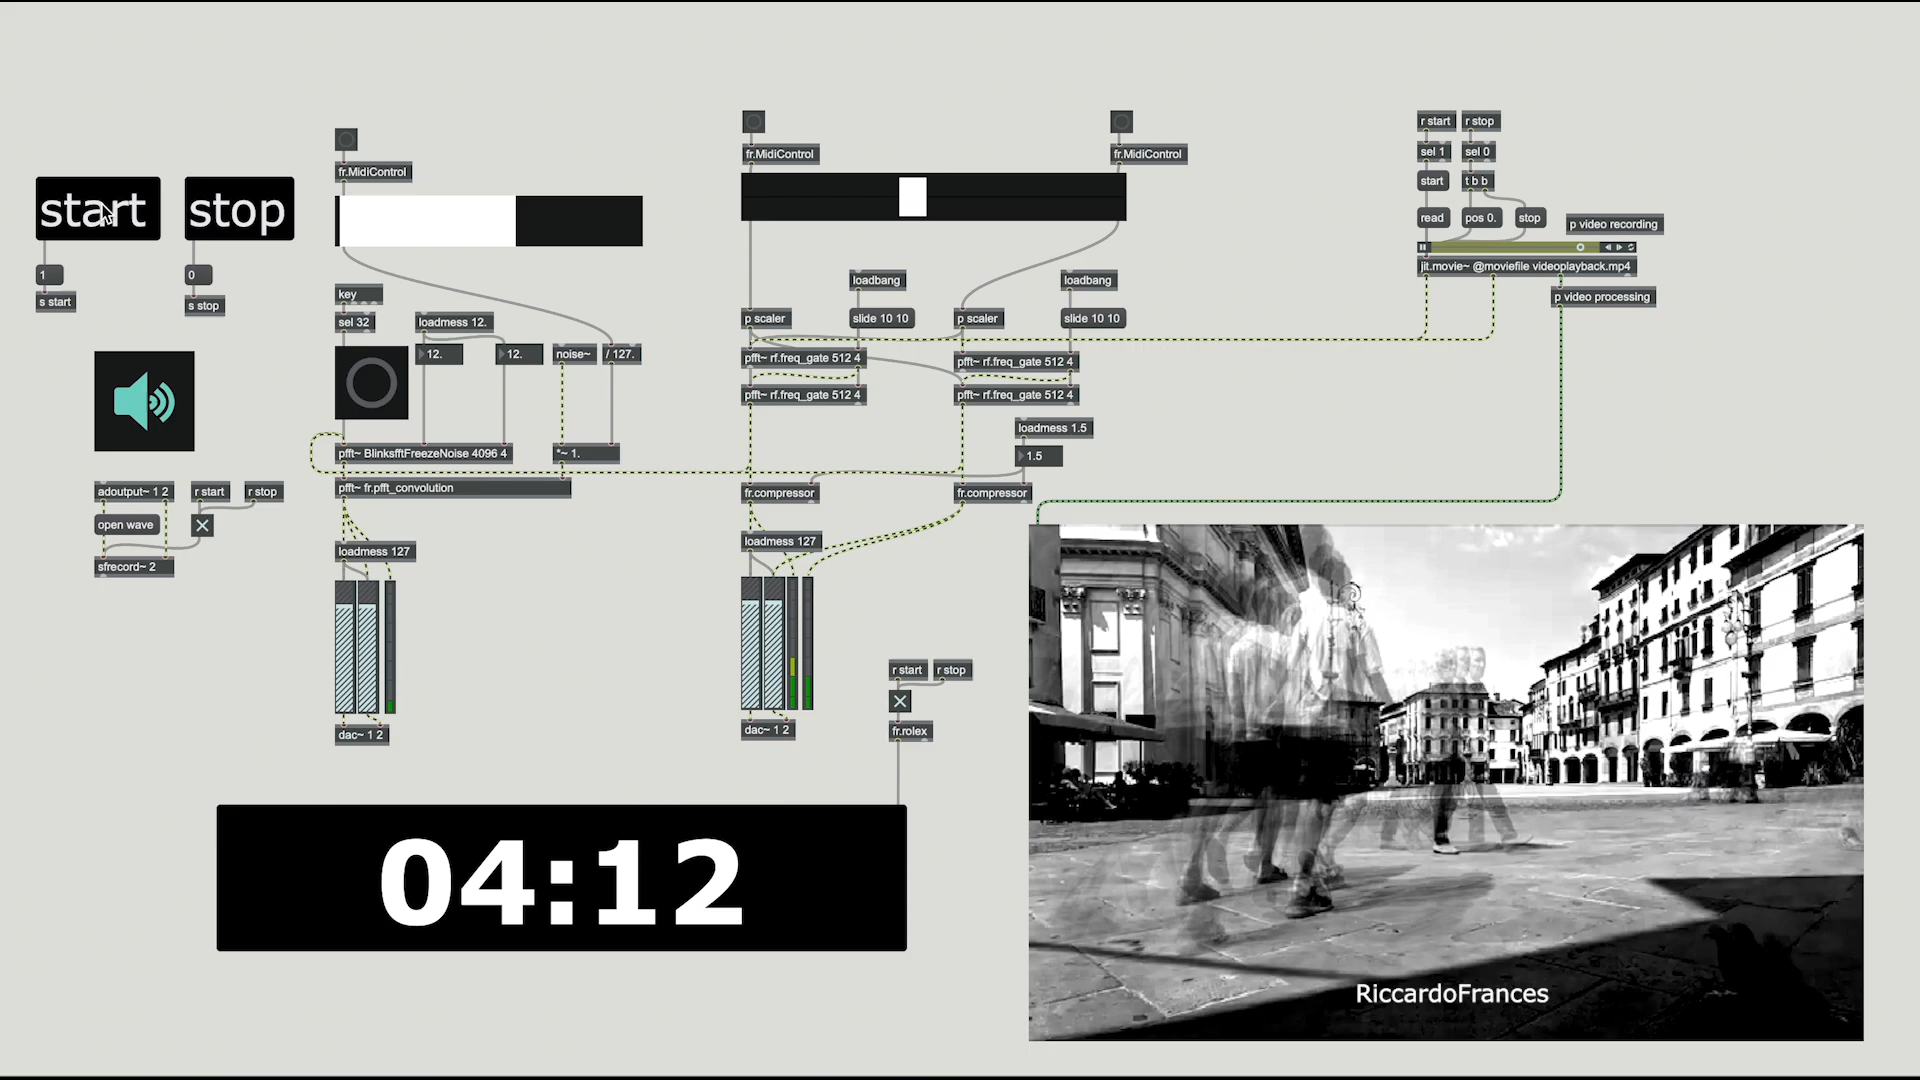 start
stop
1
s start
0
s stop
adoutput~ 1 2
r start
r stop
open wave
sfrecord~ 2
fr.MidiControl
key
sel 32
loadmess 12.
12.
12.
noise~
/ 127.
pfft~ BlinksfftFreezeNoise 4096 4
*~ 1.
pfft~ fr.pfft_convolution
loadmess 127
dac~ 1 2
fr.MidiControl
fr.MidiControl
loadbang
loadbang
p scaler
slide 10 10
p scaler
slide 10 10
pfft~ rf.freq_gate 512 4
pfft~ rf.freq_gate 512 4
pfft~ rf.freq_gate 512 4
pfft~ rf.freq_gate 512 4
loadmess 1.5
1.5
fr.compressor
fr.compressor
loadmess 127
dac~ 1 2
r start
r stop
fr.rolex
04:12
r start
r stop
sel 1
sel 0
start
t b b
read
pos 0.
stop
p video recording
jit.movie~ @moviefile videoplayback.mp4
p video processing
RiccardoFrances